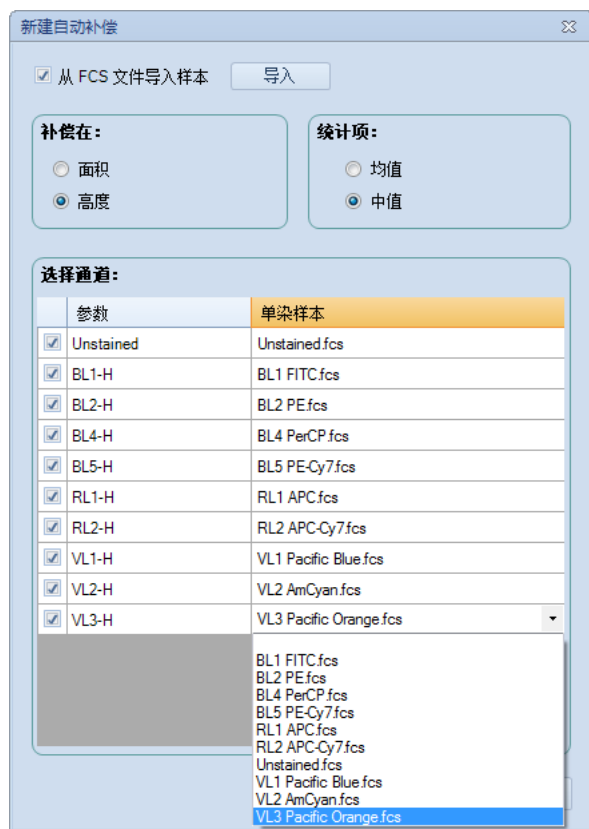 新建自动补偿
从 FCS 文件导入样本 导入
补偿在: 统计项:
面积 均值
高度 中值
选择通道:
参数 单染样本
Unstained Unstained.fcs
BL1-H BL1 FITC.fcs
BL2-H BL2 PE.fcs
BL4-H BL4 PerCP.fcs
BL5-H BL5 PE-Cy7.fcs
RL1-H RL1 APC.fcs
RL2-H RL2 APC-Cy7.fcs
VL1-H VL1 Pacific Blue.fcs
VL2-H VL2 AmCyan.fcs
VL3-H VL3 Pacific Orange.fcs
BL1 FITC.fcs
BL2 PE.fcs
BL4 PerCP.fcs
BL5 PE-Cy7.fcs
RL1 APC.fcs
RL2 APC-Cy7.fcs
Unstained.fcs
VL1 Pacific Blue.fcs
VL2 AmCyan.fcs
VL3 Pacific Orange.fcs